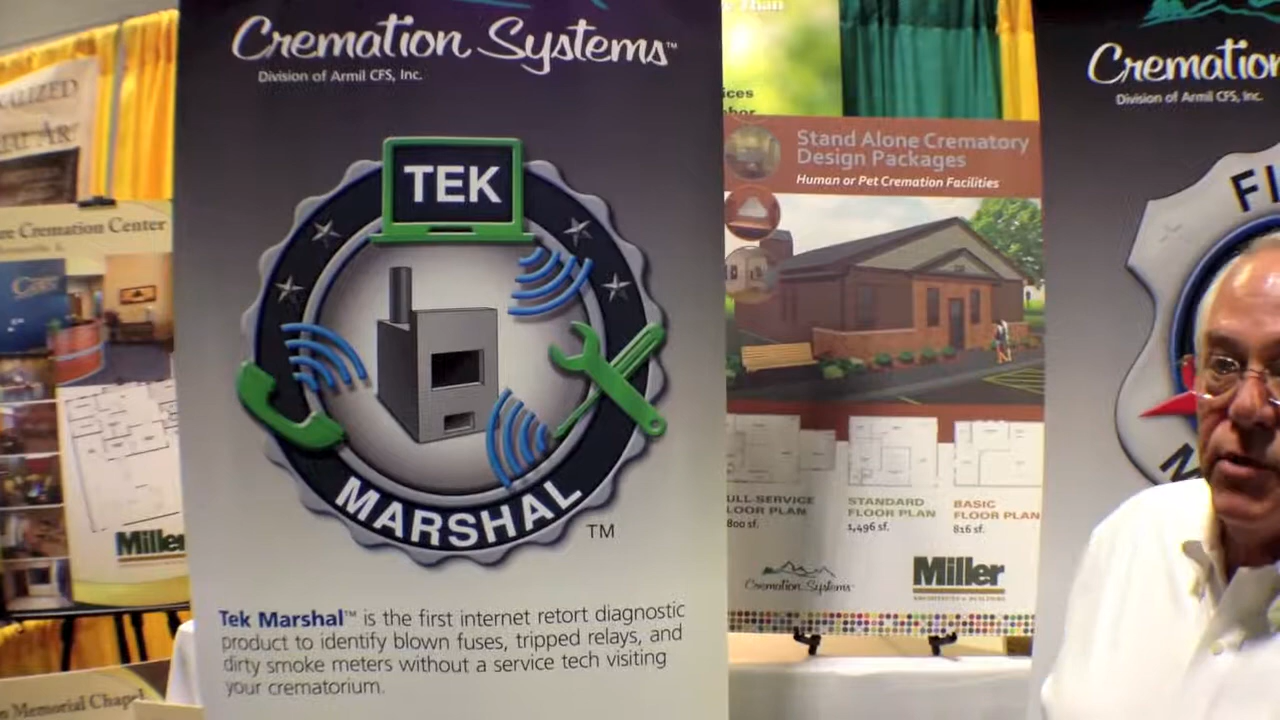 Cremation Systems™
Division of Armil CFS, Inc.
TEK
MARSHAL
TM
Tek Marshal™ is the first internet retort diagnostic
product to identify blown fuses, tripped relays, and
dirty smoke meters without a service tech visiting
your crematorium.
Cremation Center
Miller
Memorial Chapel
Than
Stand Alone Crematory
Design Packages
Human or Pet Cremation Facilities
STANDARD
FLOOR PLAN
1,496 sf.
BASIC
FLOOR PLAN
816 sf.
Cremation Systems
Miller
Cremation
Division of Armil CFS, Inc.